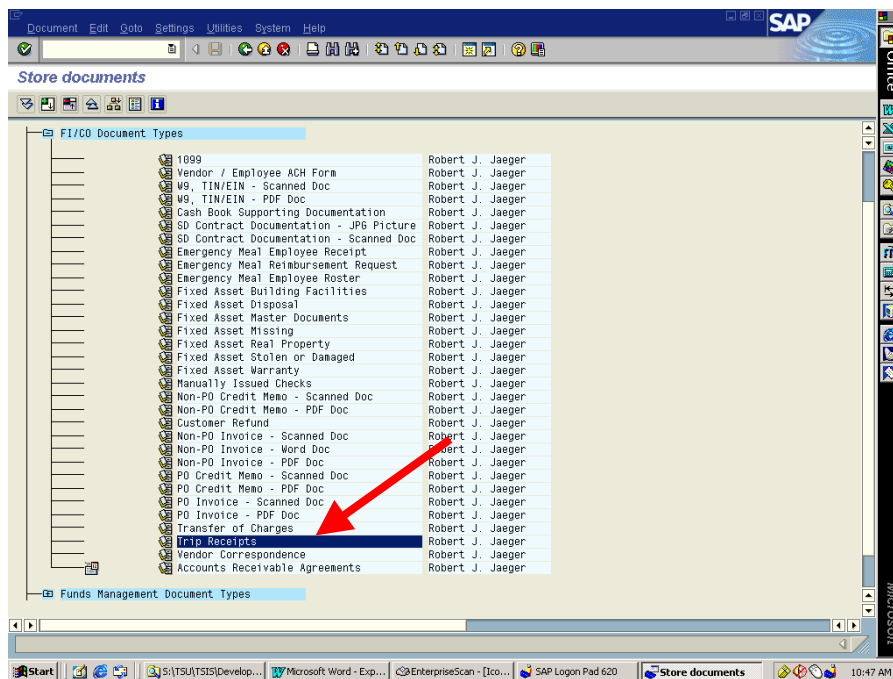 Document Edit Goto Settings Utilities System Help
SAP
Store documents
FI/CO Document Types
1099 Robert J. Jaeger
Vendor / Employee ACH Form Robert J. Jaeger
W9, TIN/EIN - Scanned Doc Robert J. Jaeger
W9, TIN/EIN - PDF Doc Robert J. Jaeger
Cash Book Supporting Documentation Robert J. Jaeger
SD Contract Documentation - JPG Picture Robert J. Jaeger
SD Contract Documentation - Scanned Doc Robert J. Jaeger
Emergency Meal Employee Receipt Robert J. Jaeger
Emergency Meal Reimbursement Request Robert J. Jaeger
Emergency Meal Employee Roster Robert J. Jaeger
Fixed Asset Building Facilities Robert J. Jaeger
Fixed Asset Disposal Robert J. Jaeger
Fixed Asset Master Documents Robert J. Jaeger
Fixed Asset Missing Robert J. Jaeger
Fixed Asset Real Property Robert J. Jaeger
Fixed Asset Stolen or Damaged Robert J. Jaeger
Fixed Asset Warranty Robert J. Jaeger
Manually Issued Checks Robert J. Jaeger
Non-PO Credit Memo - Scanned Doc Robert J. Jaeger
Non-PO Credit Memo - PDF Doc Robert J. Jaeger
Customer Refund Robert J. Jaeger
Non-PO Invoice - Scanned Doc Robert J. Jaeger
Non-PO Invoice - Word Doc Robert J. Jaeger
Non-PO Invoice - PDF Doc Robert J. Jaeger
PO Credit Memo - Scanned Doc Robert J. Jaeger
PO Credit Memo - PDF Doc Robert J. Jaeger
PO Invoice - Scanned Doc Robert J. Jaeger
PO Invoice - PDF Doc Robert J. Jaeger
Transfer of Charges Robert J. Jaeger
Trip Receipts Robert J. Jaeger
Vendor Correspondence Robert J. Jaeger
Accounts Receivable Agreements Robert J. Jaeger
Funds Management Document Types
Office
Microsoft
Start S:\TSU\TSIS\Develop... Microsoft Word - Exp... EnterpriseScan - [Ico... SAP Logon Pad 620 Store documents 10:47 AM